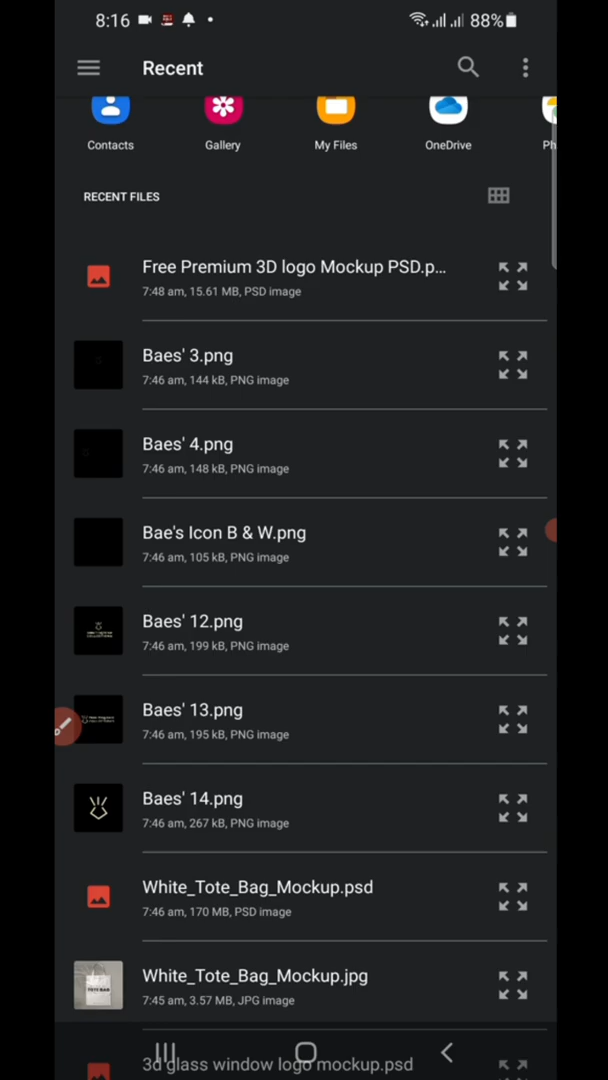 8:16 88%
Recent
Contacts Gallery My Files OneDrive Ph
RECENT FILES
Free Premium 3D logo Mockup PSD.p...
7:48 am, 15.61 MB, PSD image
Baes' 3.png
7:46 am, 144 kB, PNG image
Baes' 4.png
7:46 am, 148 kB, PNG image
Bae's Icon B & W.png
7:46 am, 105 kB, PNG image
Baes' 12.png
7:46 am, 199 kB, PNG image
Baes' 13.png
7:46 am, 195 kB, PNG image
Baes' 14.png
7:46 am, 267 kB, PNG image
White_Tote_Bag_Mockup.psd
7:46 am, 170 MB, PSD image
TOTE BAG
White_Tote_Bag_Mockup.jpg
7:45 am, 3.57 MB, JPG image
3d glass window logo mockup.psd